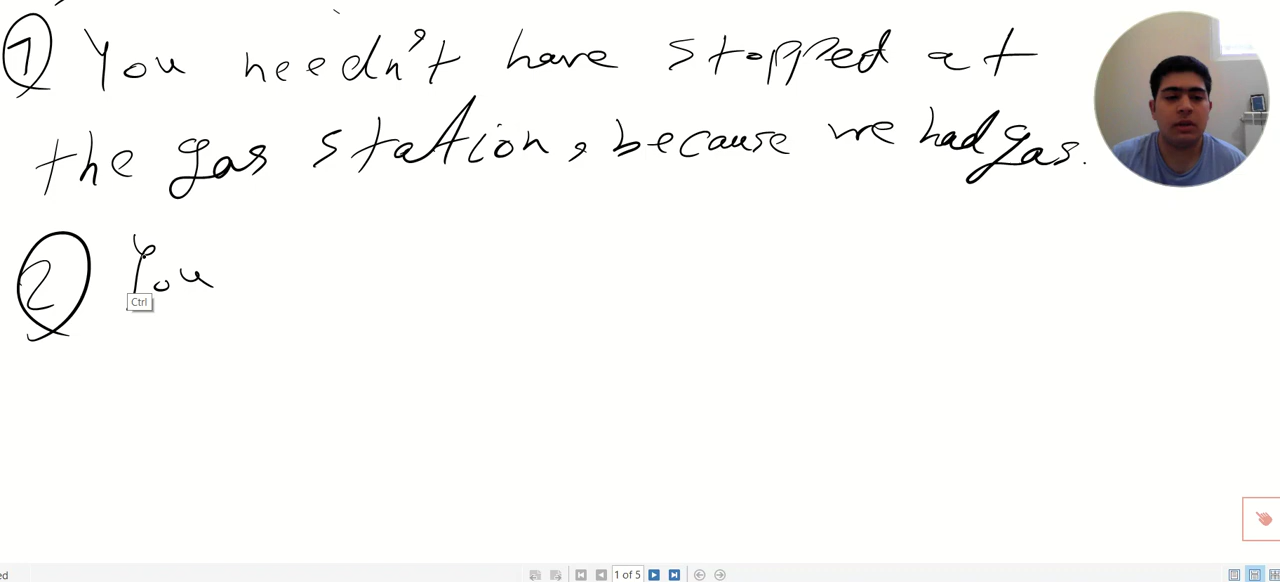 ① You needn't have stopped at
the gas station, because we had gas.
② You
Ctrl
ed
1 of 5